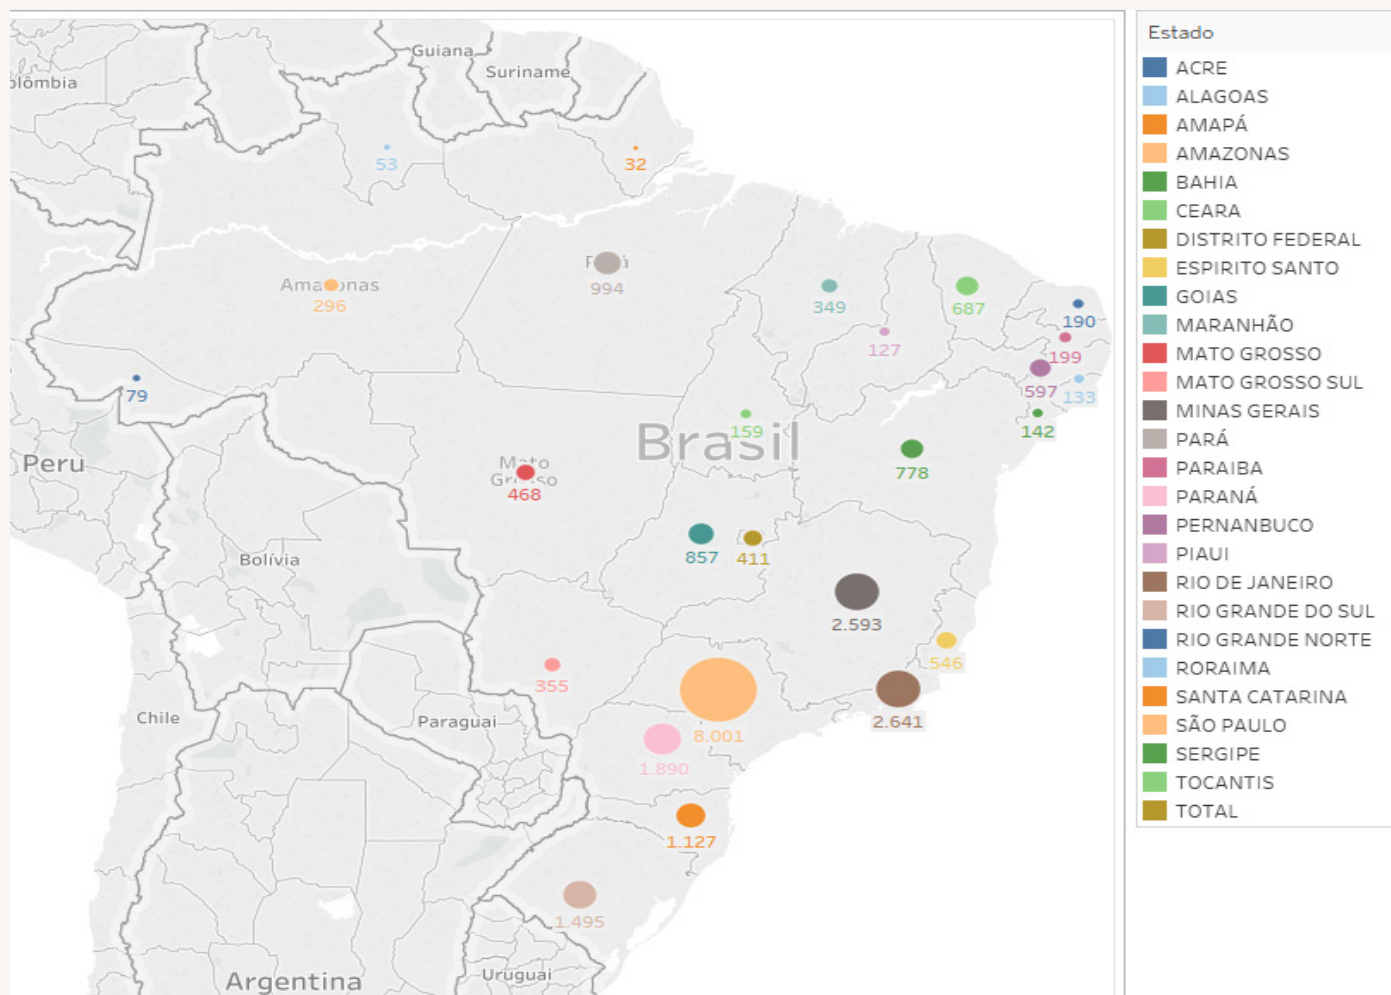 Guiana
Suriname
olômbia
53
32
Amazonas
296
Pará
994
349
687
190
127
199
597
133
79
159
142
Brasil
Peru
Mato
Grosso
468
778
857
411
Bolívia
2.593
546
355
8.001
2.641
Chile
Paraguai
1.890
1.127
1.495
Argentina
Uruguai
Estado
ACRE
ALAGOAS
AMAPÁ
AMAZONAS
BAHIA
CEARA
DISTRITO FEDERAL
ESPIRITO SANTO
GOIAS
MARANHÃO
MATO GROSSO
MATO GROSSO SUL
MINAS GERAIS
PARÁ
PARAIBA
PARANÁ
PERNANBUCO
PIAUI
RIO DE JANEIRO
RIO GRANDE DO SUL
RIO GRANDE NORTE
RORAIMA
SANTA CATARINA
SÃO PAULO
SERGIPE
TOCANTIS
TOTAL